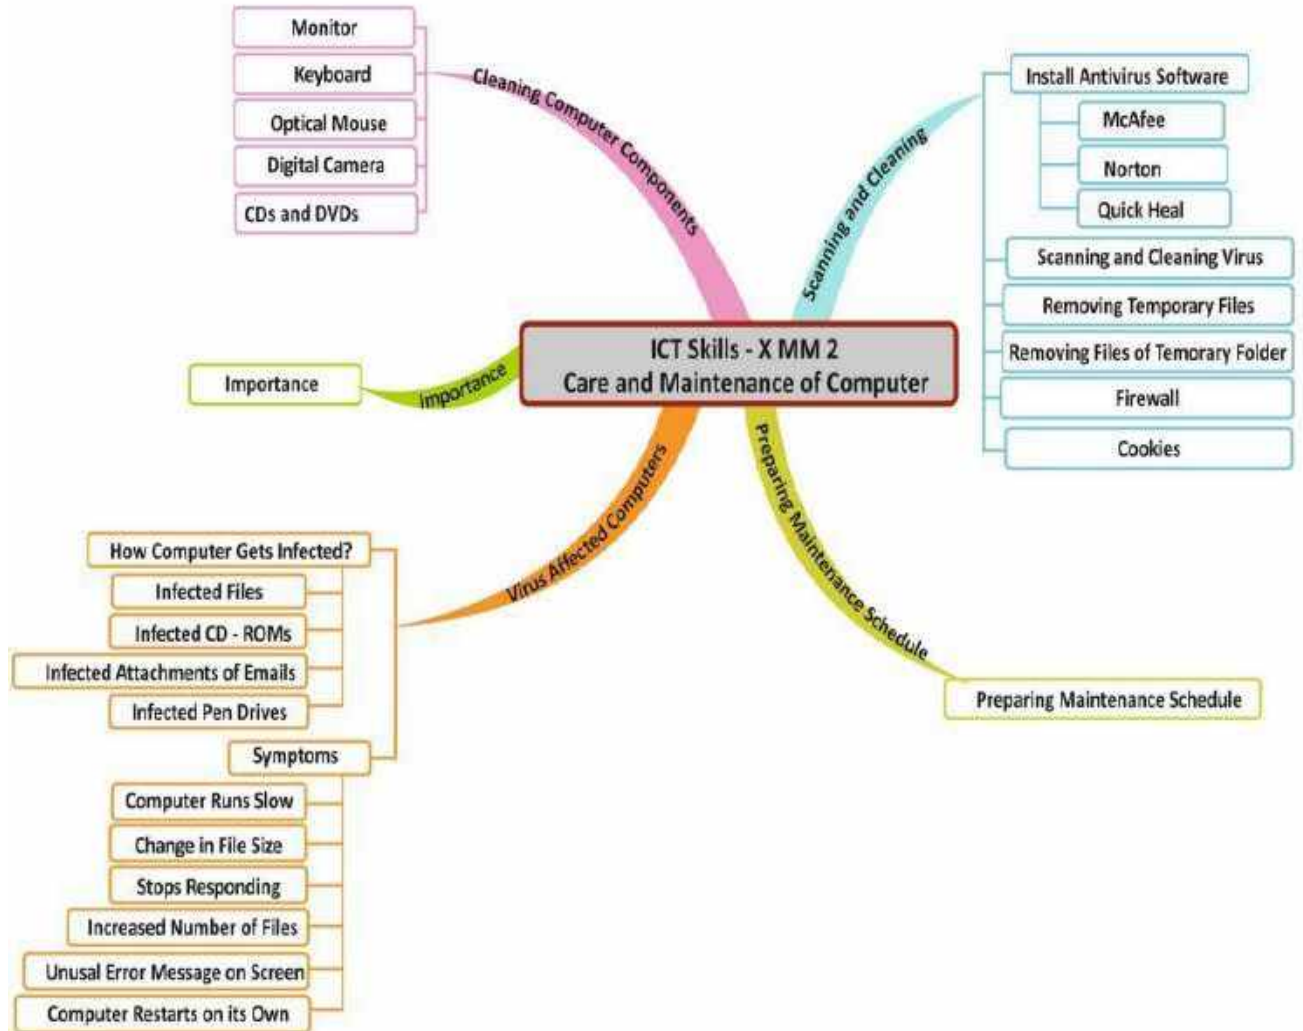 ICT Skills - X MM 2
Care and Maintenance of Computer
Cleaning Computer Components
Monitor
Keyboard
Optical Mouse
Digital Camera
CDs and DVDs
Scanning and Cleaning
Install Antivirus Software
McAfee
Norton
Quick Heal
Scanning and Cleaning Virus
Removing Temporary Files
Removing Files of Temorary Folder
Firewall
Cookies
Importance
Importance
Virus Affected Computers
How Computer Gets Infected?
Infected Files
Infected CD - ROMs
Infected Attachments of Emails
Infected Pen Drives
Symptoms
Computer Runs Slow
Change in File Size
Stops Responding
Increased Number of Files
Unusal Error Message on Screen
Computer Restarts on its Own
Preparing Maintenance Schedule
Preparing Maintenance Schedule